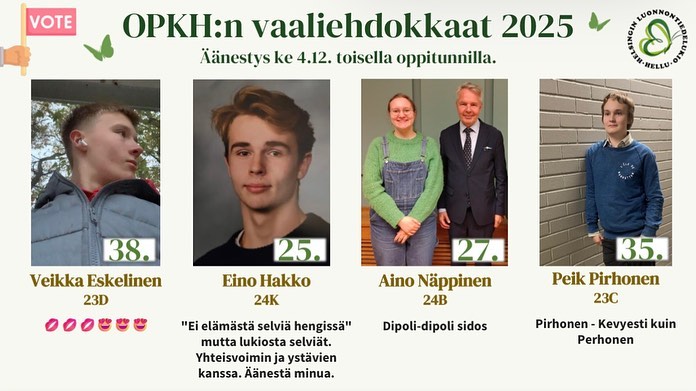 VOTE
OPKH:n vaaliehdokkaat 2025
Äänestys ke 4.12. toisella oppitunnilla.
HELSINGIN LUONNONTIEDELUKIO
·HELLU·
38.
25.
27.
35.
Veikka Eskelinen
23D
💋💋💋😍😍😍
Eino Hakko
24K
"Ei elämästä selviä hengissä"
mutta lukiosta selviät.
Yhteisvoimin ja ystävien
kanssa. Äänestä minua.
Aino Näppinen
24B
Dipoli-dipoli sidos
Peik Pirhonen
23C
Pirhonen - Kevyesti kuin
Perhonen